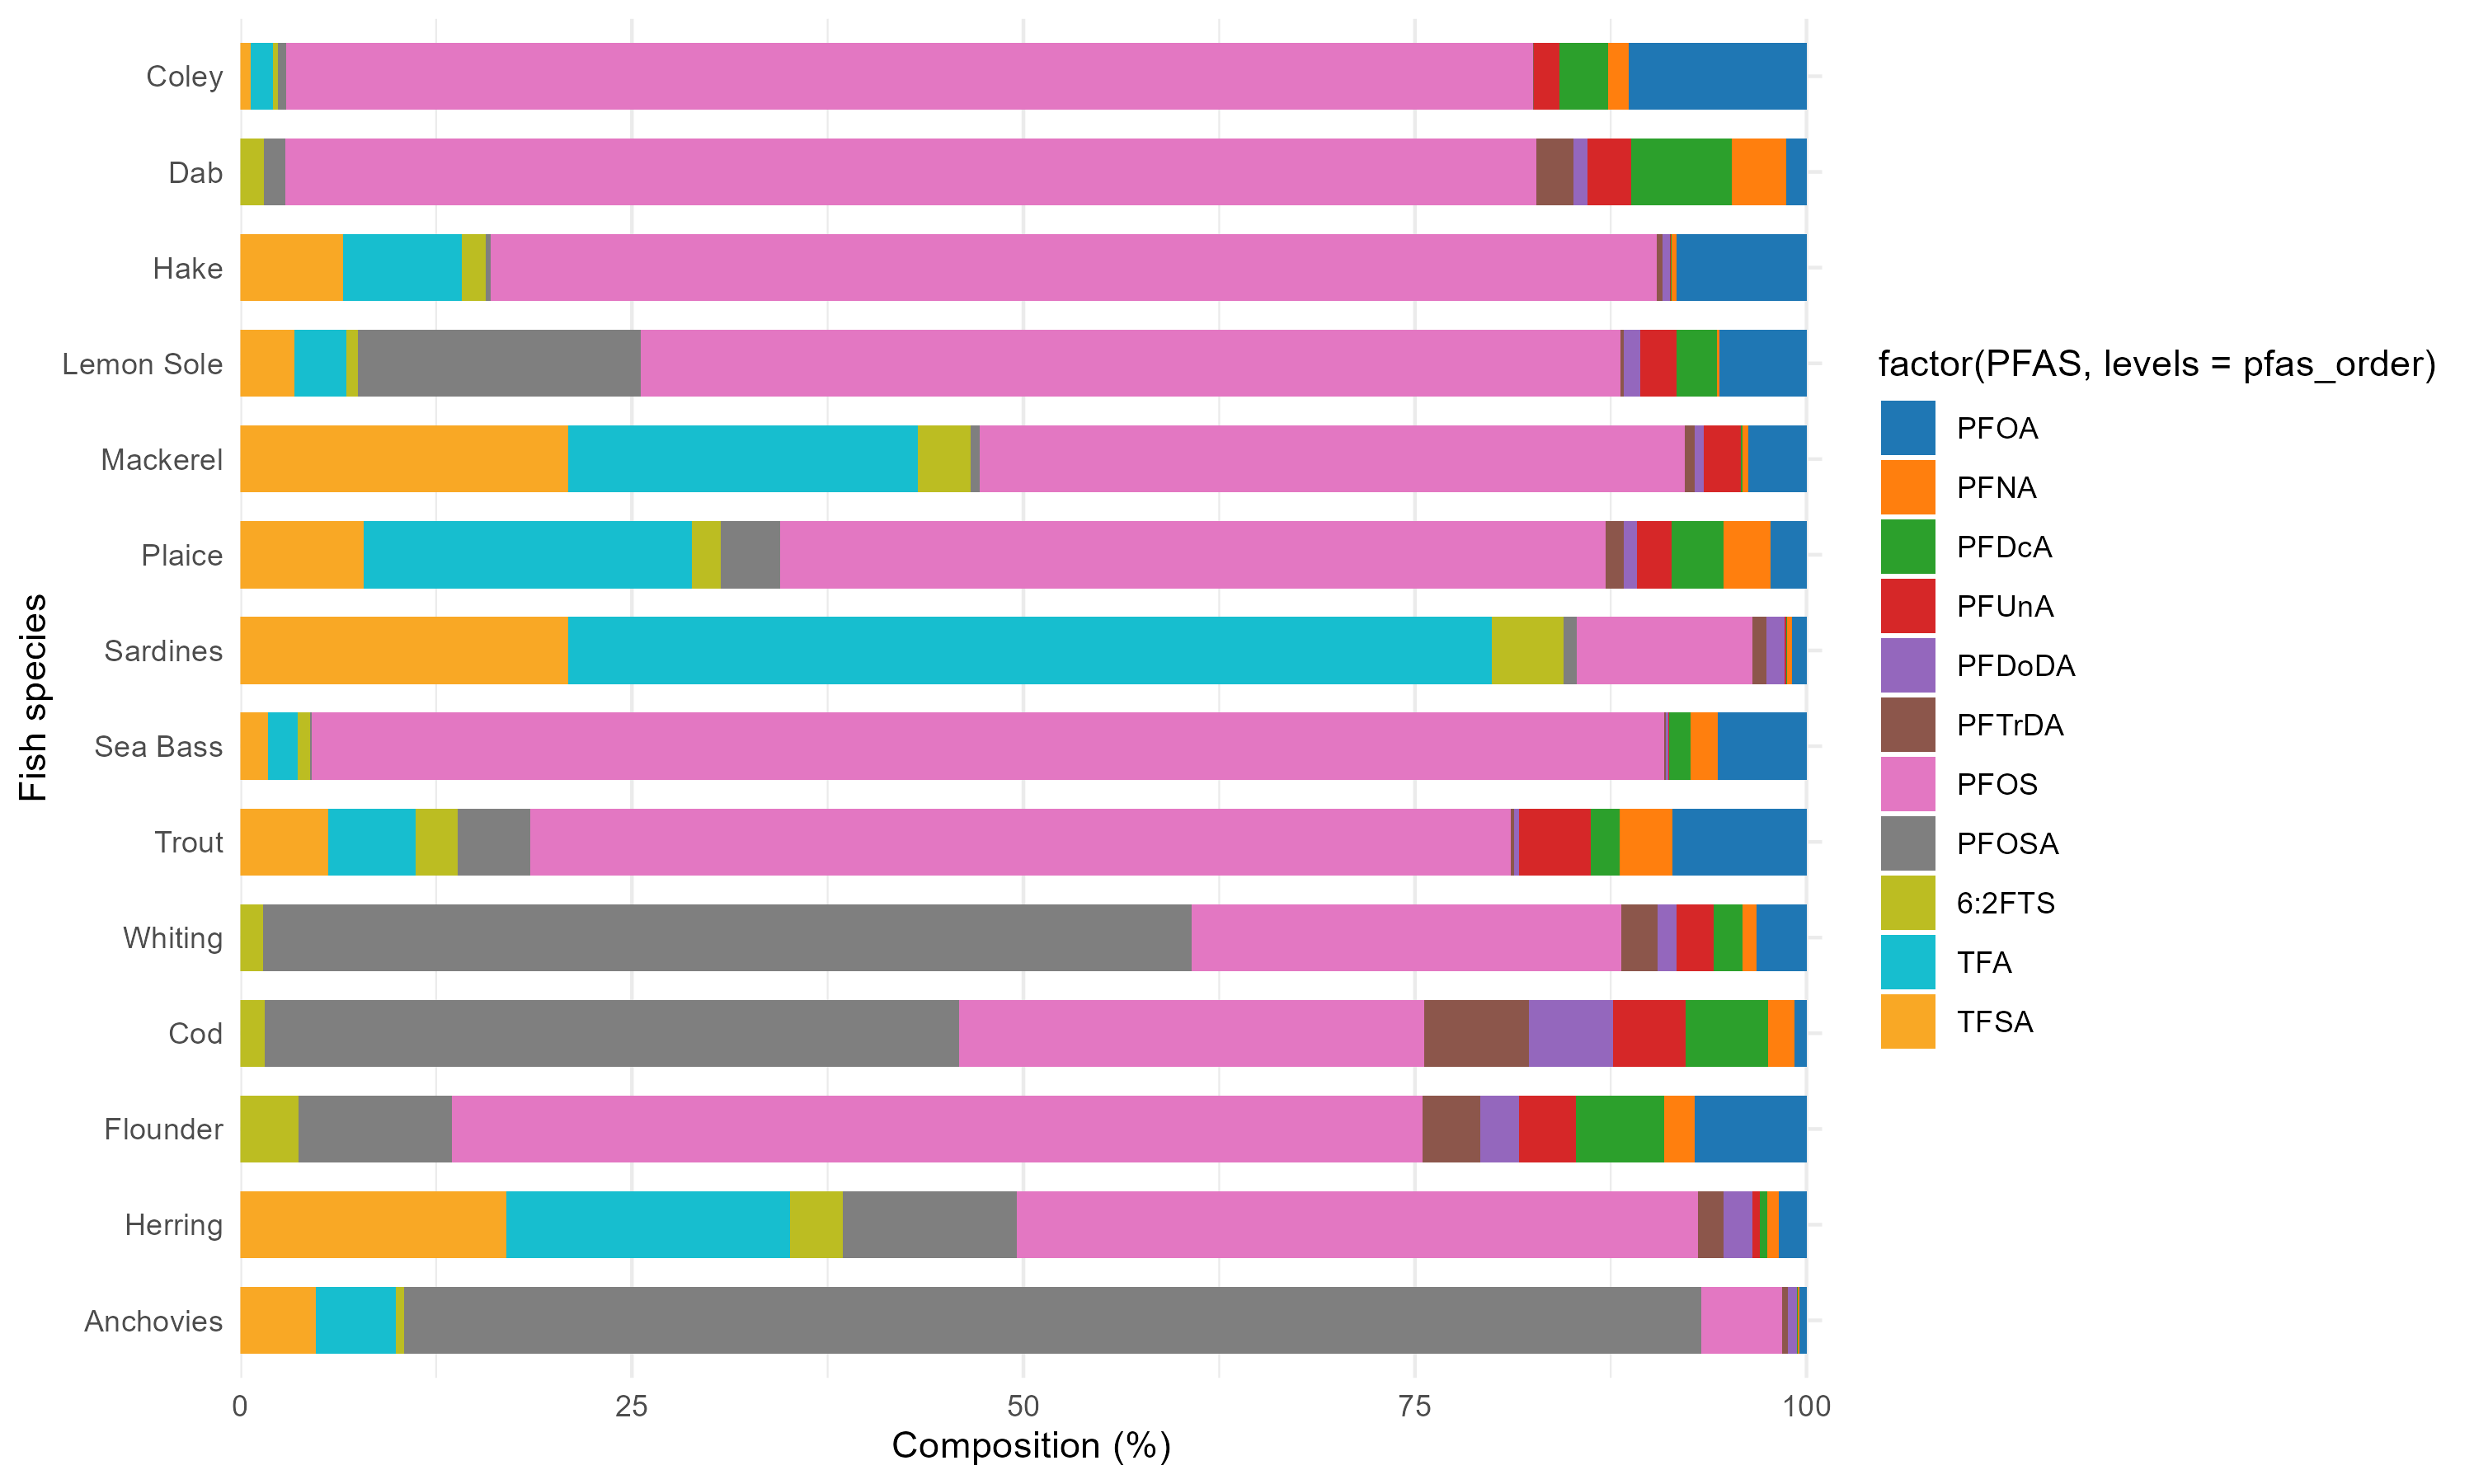 Fish species
Coley
Dab
Hake
Lemon Sole
Mackerel
Plaice
Sardines
Sea Bass
Trout
Whiting
Cod
Flounder
Herring
Anchovies
0 25 50 75 100
Composition (%)
factor(PFAS, levels = pfas_order)
PFOA
PFNA
PFDcA
PFUnA
PFDoDA
PFTrDA
PFOS
PFOSA
6:2FTS
TFA
TFSA